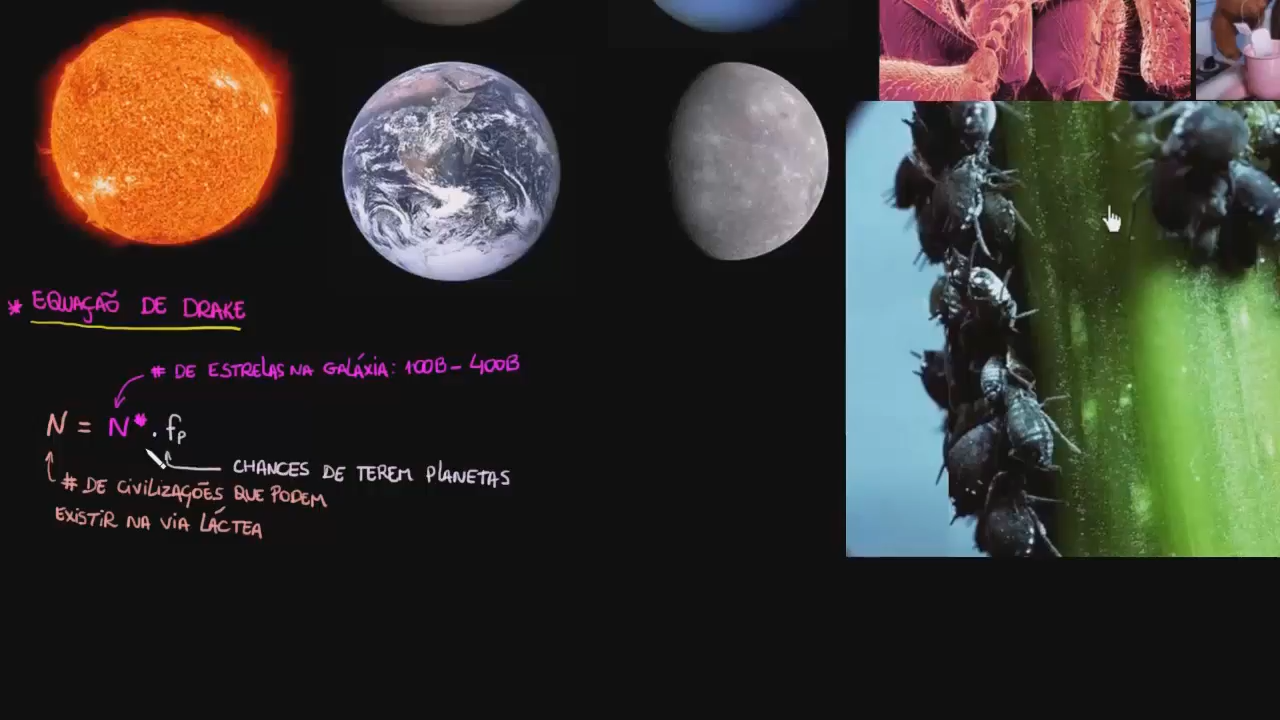 * EQUAÇÃO DE DRAKE
# DE ESTRELAS NA GALÁXIA: 100B - 400B
N = N* . fp
CHANCES DE TEREM PLANETAS
# DE CIVILIZAÇÕES QUE PODEM
EXISTIR NA VIA LÁCTEA